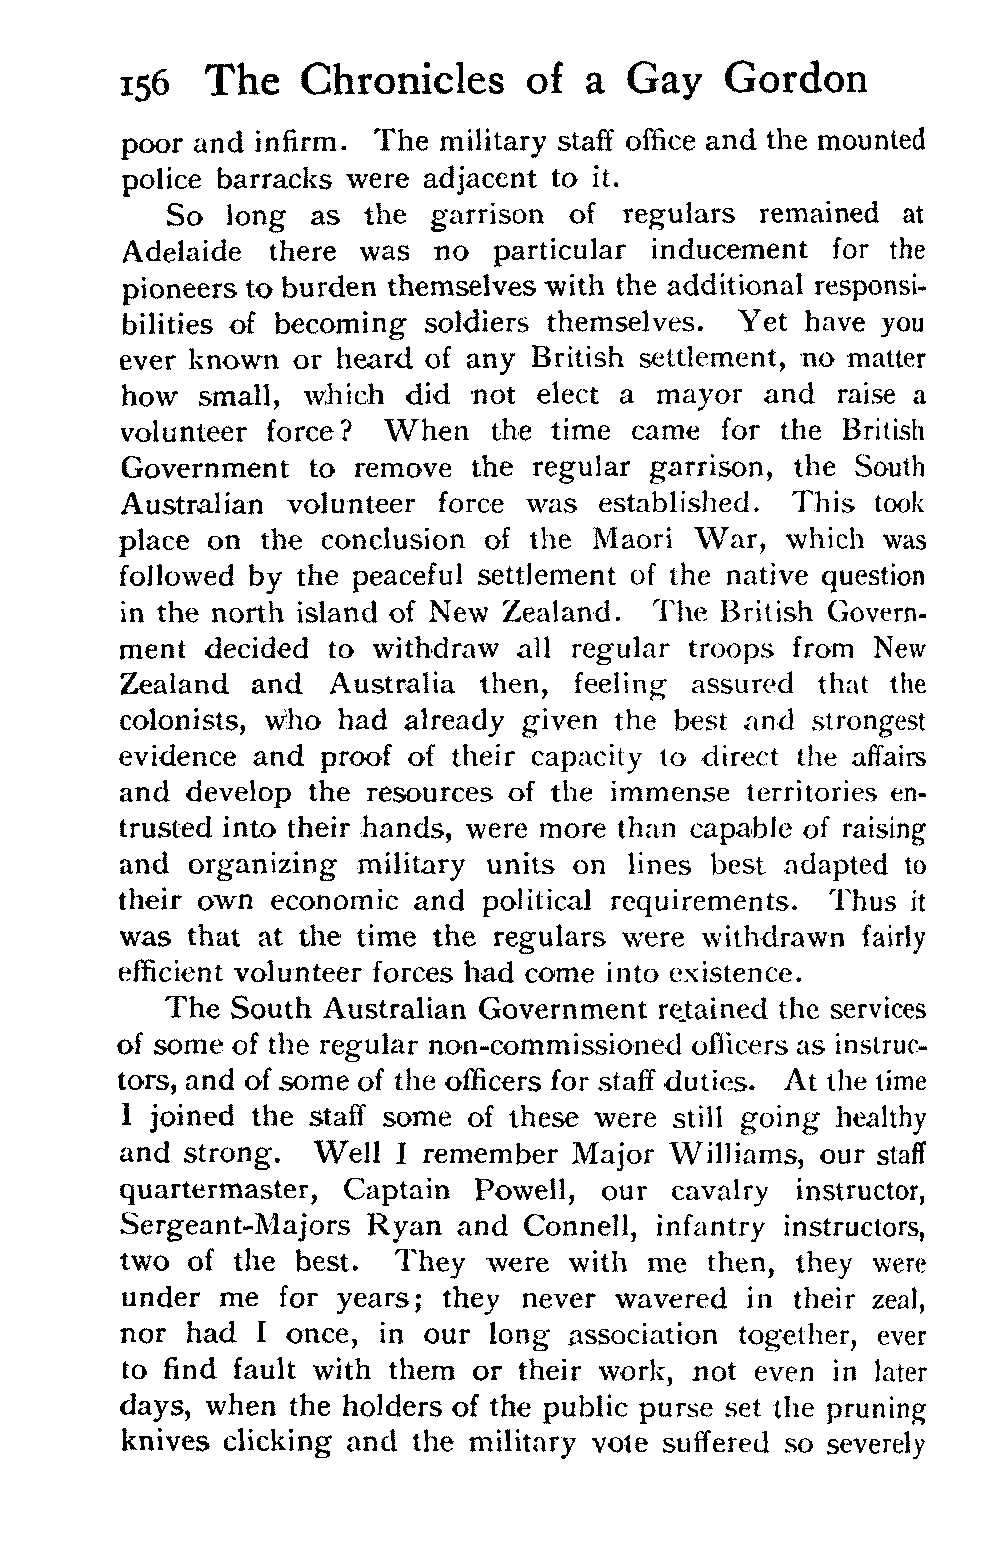 156 The Chronicles of a Gay Gordon
poor and infirm. The military staff office and the mounted
police barracks were adjacent to it.
So long as the garrison of regulars remained at
Adelaide there was no particular inducement for the
pioneers to burden themselves with the additional responsi-
bilities of becoming soldiers themselves. Yet have you
ever known or heard of any British settlement, no matter
how small, which did not elect a mayor and raise a
volunteer force? When the time came for the British
Government to remove the regular garrison, the South
Australian volunteer force was established. This took
place on the conclusion of the Maori War, which was
followed by the peaceful settlement of the native question
in the north island of New Zealand. The British Govern-
ment decided to withdraw all regular troops from New
Zealand and Australia then, feeling assured that the
colonists, who had already given the best and strongest
evidence and proof of their capacity to direct the affairs
and develop the resources of the immense territories en-
trusted into their hands, were more than capable of raising
and organizing military units on lines best adapted to
their own economic and political requirements. Thus it
was that at the time the regulars were withdrawn fairly
efficient volunteer forces had come into existence.
The South Australian Government retained the services
of some of the regular non-commissioned officers as instruc-
tors, and of some of the officers for staff duties. At the time
I joined the staff some of these were still going healthy
and strong. Well I remember Major Williams, our staff
quartermaster, Captain Powell, our cavalry instructor,
Sergeant-Majors Ryan and Connell, infantry instructors,
two of the best. They were with me then, they were
under me for years; they never wavered in their zeal,
nor had I once, in our long association together, ever
to find fault with them or their work, not even in later
days, when the holders of the public purse set the pruning
knives clicking and the military vote suffered so severely